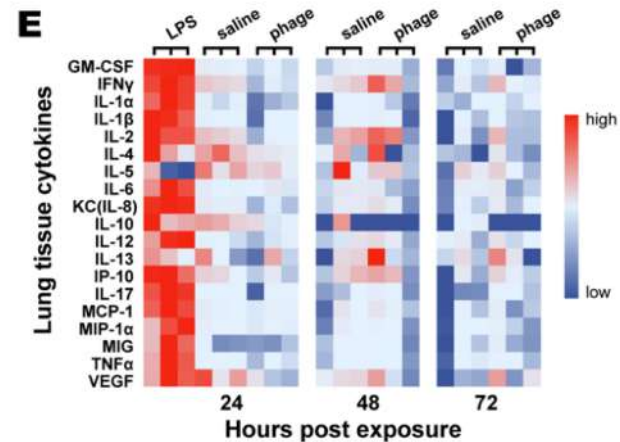 E
LPS saline phage saline phage saline phage
GM-CSF
IFNγ
IL-1α
IL-1β
IL-2
IL-4
IL-5
IL-6
KC(IL-8)
IL-10
IL-12
IL-13
IP-10
IL-17
MCP-1
MIP-1α
MIG
TNFα
VEGF
Lung tissue cytokines
high
low
24 48 72
Hours post exposure